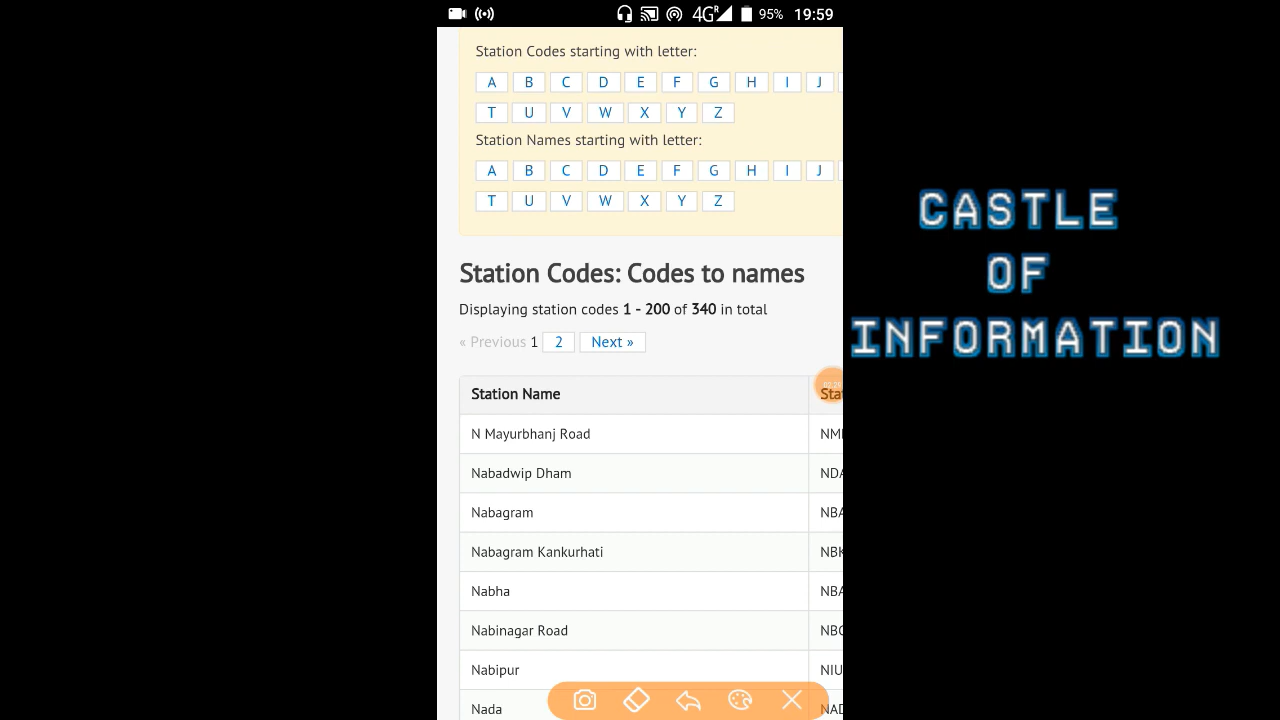 4G R 95% 19:59
Station Codes starting with letter:
A B C D E F G H I J
T U V W X Y Z
Station Names starting with letter:
A B C D E F G H I J
T U V W X Y Z
Station Codes: Codes to names
Displaying station codes 1 - 200 of 340 in total
« Previous 1 2 Next »
Station Name
N Mayurbhanj Road
Nabadwip Dham
Nabagram
Nabagram Kankurhati
Nabha
Nabinagar Road
Nabipur NIU
Nada
CASTLE
OF
INFORMATION